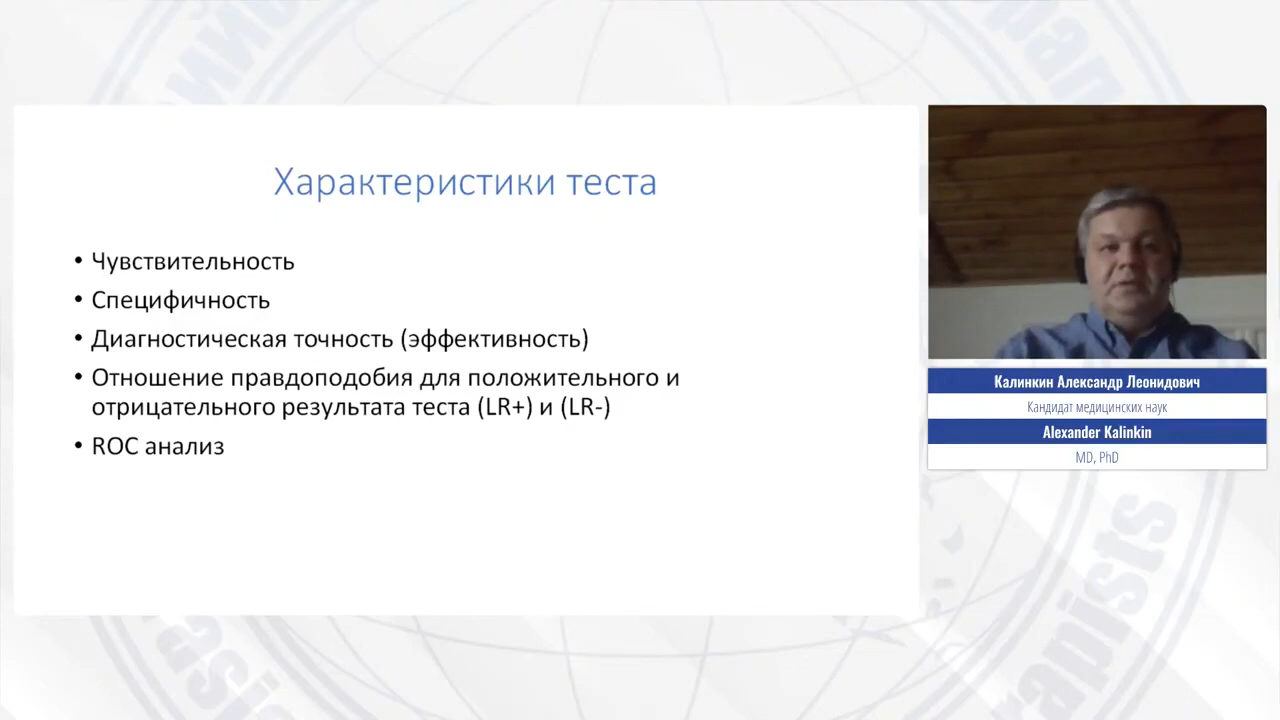 Характеристики теста
• Чувствительность
• Специфичность
• Диагностическая точность (эффективность)
• Отношение правдоподобия для положительного и
отрицательного результата теста (LR+) и (LR-)
• ROC анализ
Калинкин Александр Леонидович
Кандидат медицинских наук
Alexander Kalinkin
MD, PhD